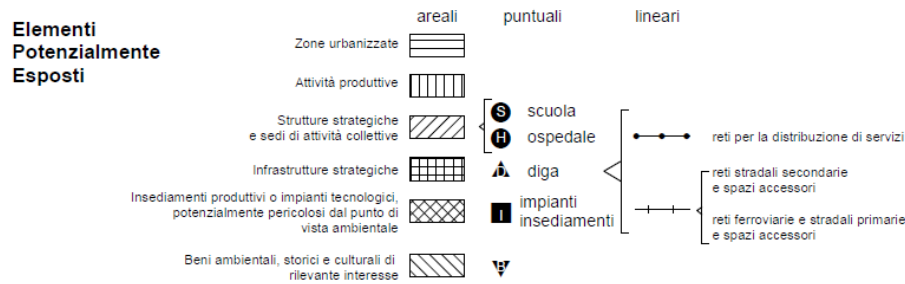 Elementi
Potenzialmente
Esposti
areali
puntuali
lineari
Zone urbanizzate
Attività produttive
Strutture strategiche
e sedi di attività collettive
S scuola
H ospedale
reti per la distribuzione di servizi
Infrastrutture strategiche
D diga
reti stradali secondarie
e spazi accessori
Insediamenti produttivi o impianti tecnologici,
potenzialmente pericolosi dal punto di
vista ambientale
I impianti
insediamenti
reti ferroviarie e stradali primarie
e spazi accessori
Beni ambientali, storici e culturali di
rilevante interesse
B